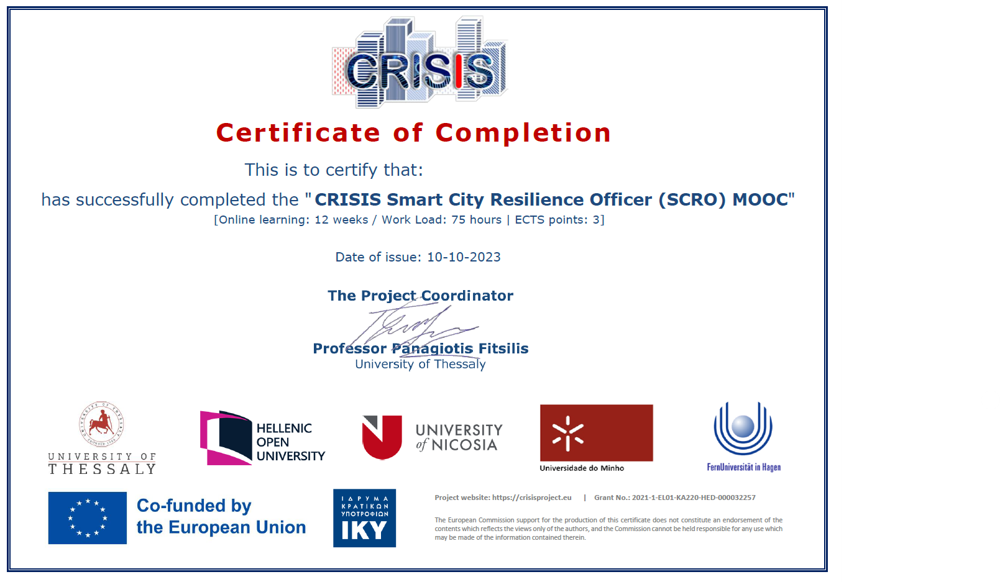 CRISIS
Certificate of Completion
This is to certify that:
has successfully completed the "CRISIS Smart City Resilience Officer (SCRO) MOOC"
[Online learning: 12 weeks / Work Load: 75 hours | ECTS points: 3]
Date of issue: 10-10-2023
The Project Coordinator
Professor Panagiotis Fitsilis
University of Thessaly
UNIVERSITY OF THESSALY
FOUNDED 1984
UNIVERSITY OF
THESSALY
HELLENIC
OPEN
UNIVERSITY
UNIVERSITY
of NICOSIA
Universidade do Minho
FernUniversität in Hagen
Co-funded by
the European Union
ΙΔΡΥΜΑ
ΚΡΑΤΙΚΩΝ
ΥΠΟΤΡΟΦΙΩΝ
IKY
Project website: https://crisisproject.eu | Grant No.: 2021-1-EL01-KA220-HED-000032257
The European Commission support for the production of this certificate does not constitute an endorsement of the
contents which reflects the views only of the authors, and the Commission cannot be held responsible for any use which
may be made of the information contained therein.